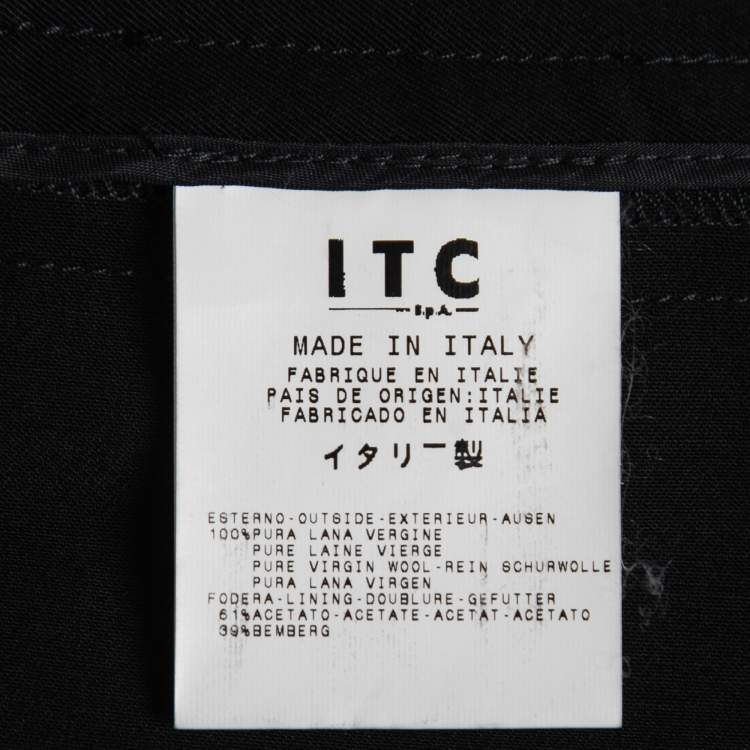 ITC
S.p.A.
MADE IN ITALY
FABRIQUE EN ITALIE
PAIS DE ORIGEN:ITALIE
FABRICADO EN ITALIA
イタリー製
ESTERNO-OUTSIDE-EXTERIEUR-AUSEN
100%PURA LANA VERGINE
PURE LAINE VIERGE
PURE VIRGIN WOOL-REIN SCHURWOLLE
PURA LANA VIRGEN
FODERA-LINING-DOUBLURE-GEFUTTER
61%ACETATO-ACETATE-ACETAT-ACETATO
39%BEMBERG